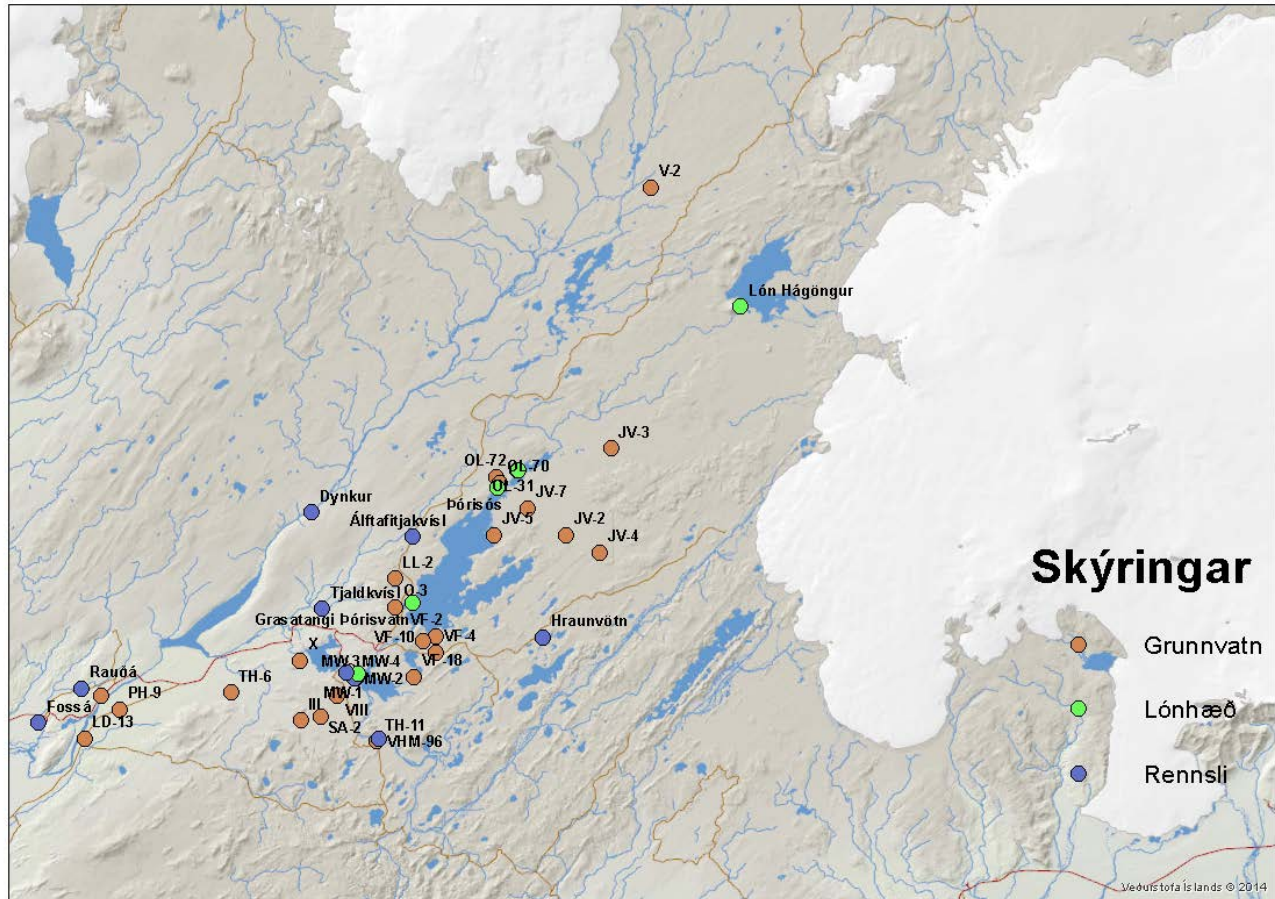 V-2
Lón Hágöngur
JV-3
OL-72
OL-70
OL-31
JV-7
Þórisós
Dynkur
Álftafitjakvísl
JV-5
JV-2
JV-4
Skýringar
LL-2
Tjaldkvísl
O-3
Grasatangi
Þórisvatn
VF-2
Hraunvötn
VF-10
VF-4
Grunnvatn
X
MW-3
MW-4
VF-18
Rauðá
TH-6
MW-2
PH-9
MW-1
Fossá
III
VIII
Lónhæð
LD-13
SA-2
TH-11
VHM-96
Rennsli
Veðurstofa Íslands © 2014